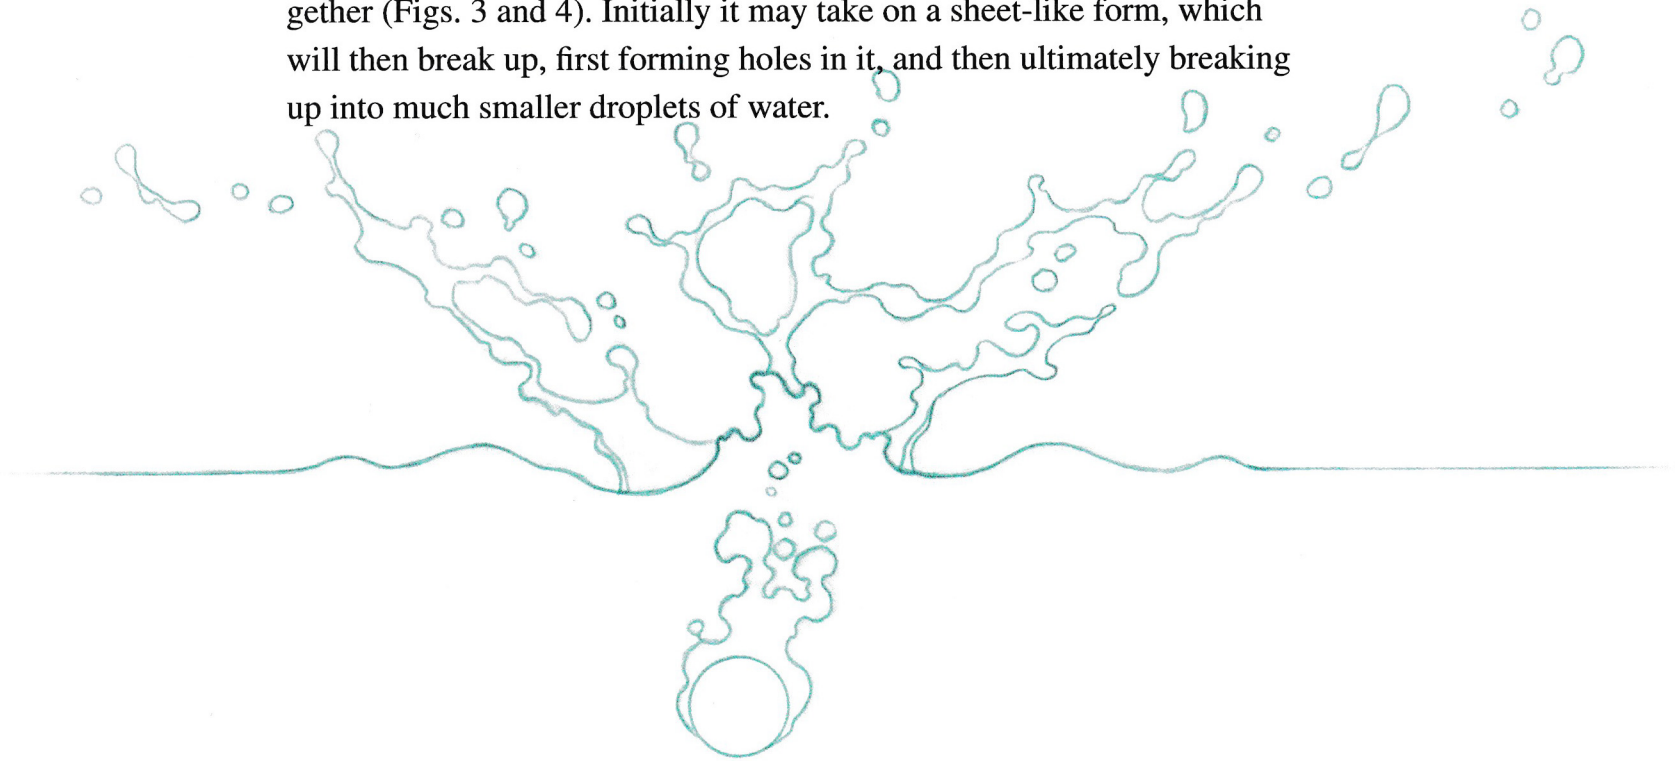 gether (Figs. 3 and 4). Initially it may take on a sheet-like form, which
will then break up, first forming holes in it, and then ultimately breaking
up into much smaller droplets of water.